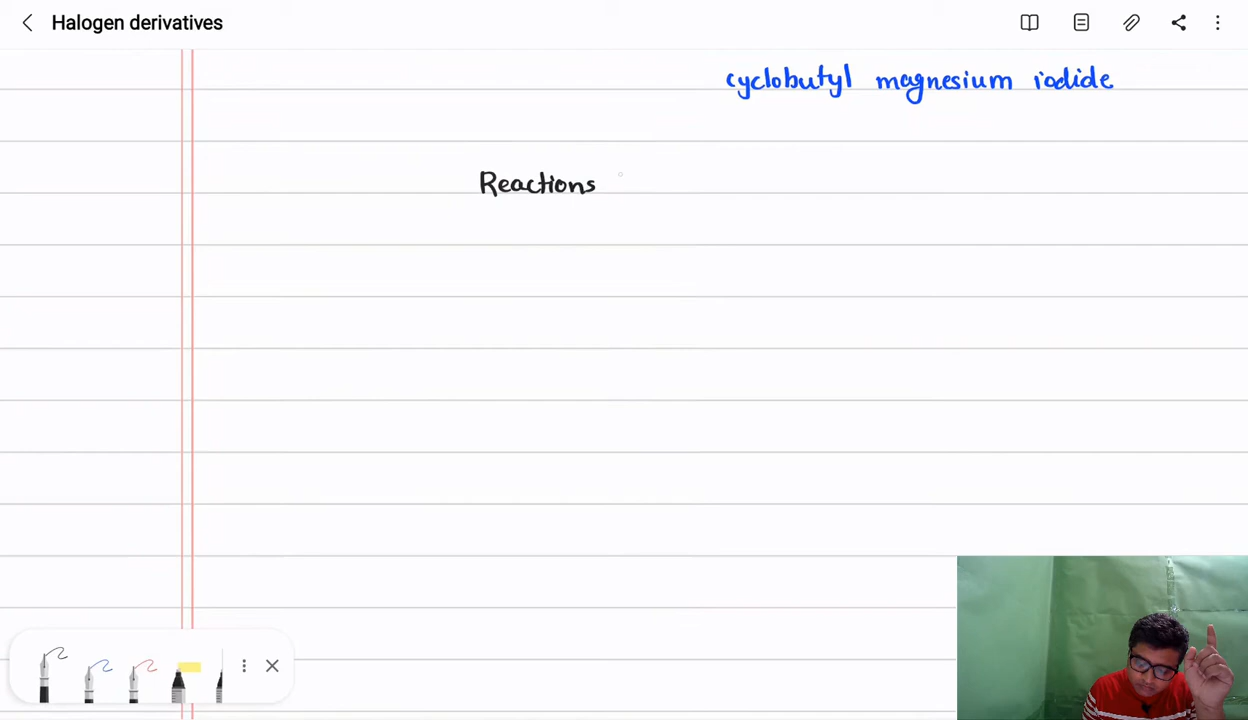 Halogen derivatives
cyclobutyl magnesium iodide
Reactions